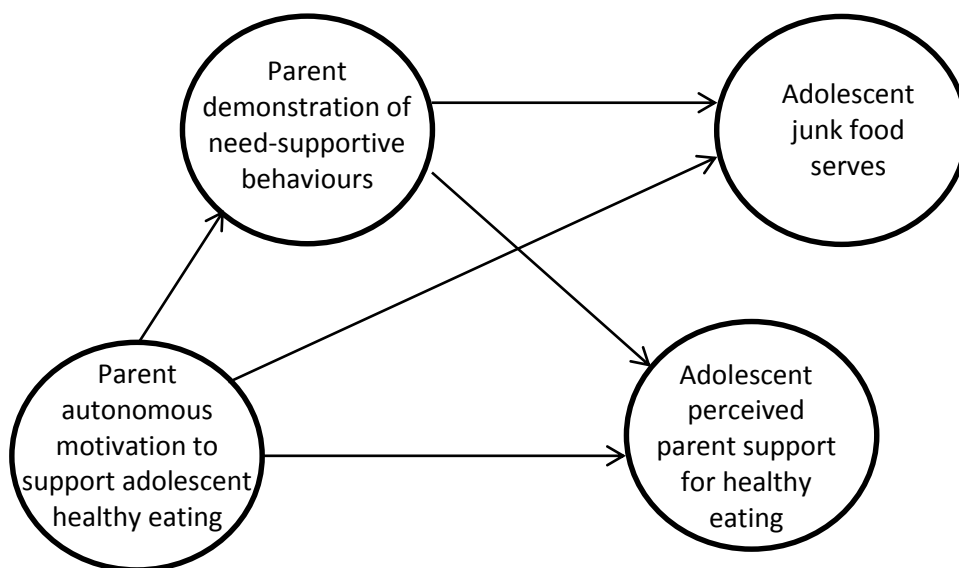 Parent
demonstration of
need-supportive
behaviours
Adolescent
junk food
serves
Parent
autonomous
motivation to
support adolescent
healthy eating
Adolescent
perceived
parent support
for healthy
eating